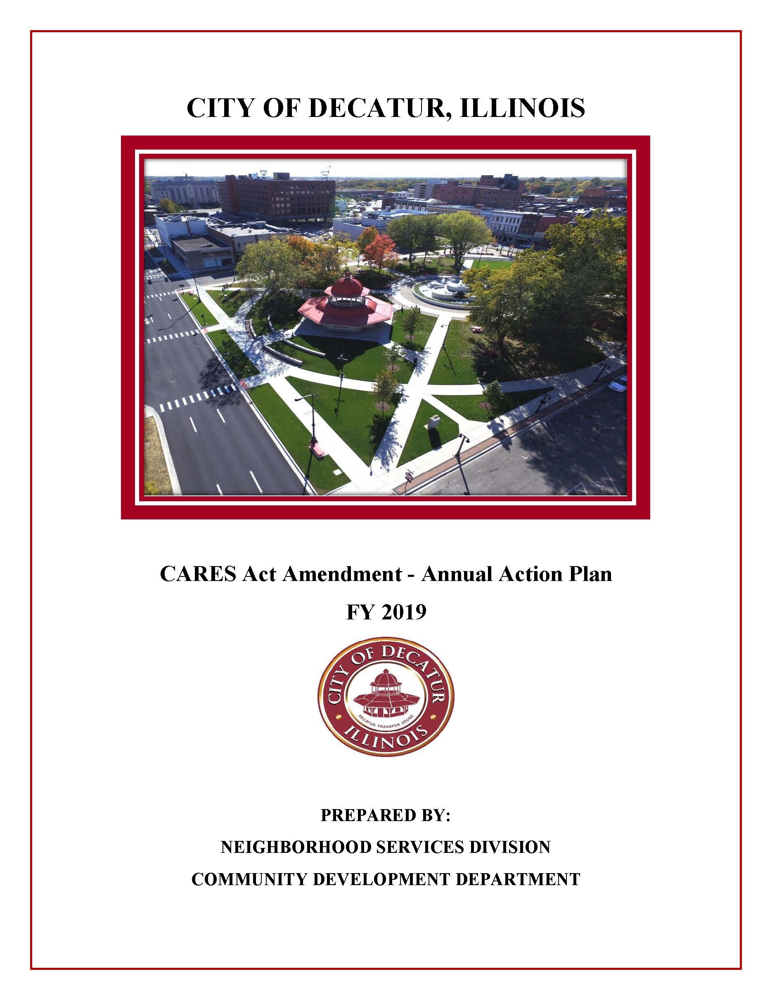 CITY OF DECATUR, ILLINOIS
CARES Act Amendment - Annual Action Plan
FY 2019
CITY OF DECATUR
DECATUR TRANSFER HOUSE
ILLINOIS
PREPARED BY:
NEIGHBORHOOD SERVICES DIVISION
COMMUNITY DEVELOPMENT DEPARTMENT